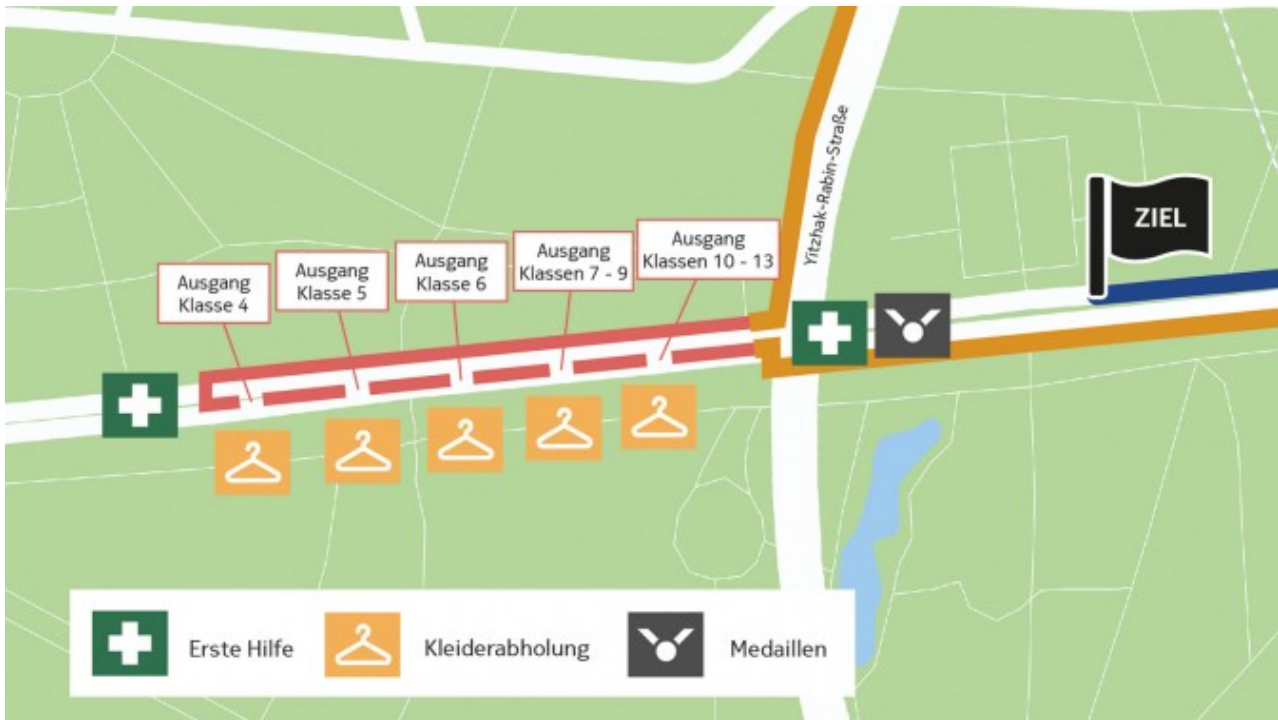 Yitzhak-Rabin-Straße
ZIEL
Ausgang
Klasse 4
Ausgang
Klasse 5
Ausgang
Klasse 6
Ausgang
Klassen 7 - 9
Ausgang
Klassen 10 - 13
Erste Hilfe
Kleiderabholung
Medaillen